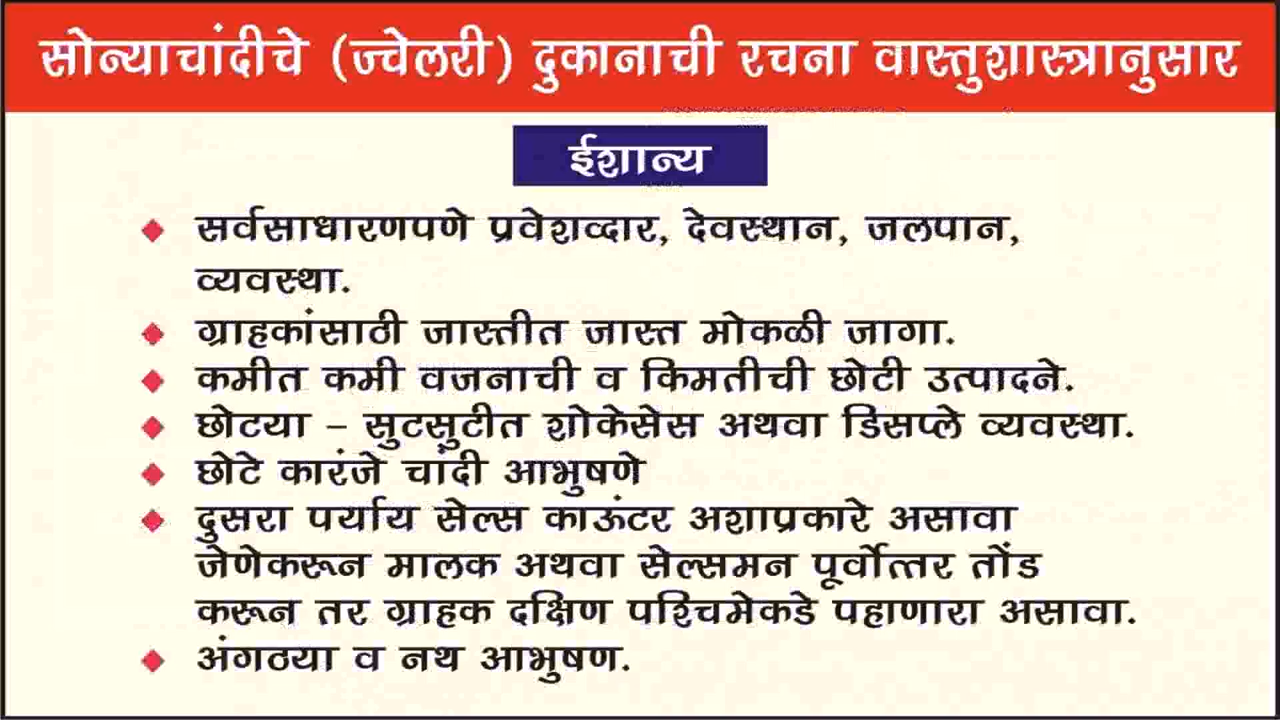 सोन्याचांदीचे (ज्वेलरी) दुकानाची रचना वास्तुशास्त्रानुसार
ईशान्य
◆ सर्वसाधारणपणे प्रवेशव्दार, देवस्थान, जलपान,
व्यवस्था.
◆ ग्राहकांसाठी जास्तीत जास्त मोकळी जागा.
◆ कमीत कमी वजनाची व किमतीची छोटी उत्पादने.
◆ छोटया – सुटसुटीत शोकेसेस अथवा डिसप्ले व्यवस्था.
◆ छोटे कारंजे चांदी आभुषणे
◆ दुसरा पर्याय सेल्स काऊंटर अशाप्रकारे असावा
जेणेकरून मालक अथवा सेल्समन पूर्वोत्तर तोंड
करून तर ग्राहक दक्षिण पश्चिमेकडे पहाणारा असावा.
◆ अंगठया व नथ आभुषण.